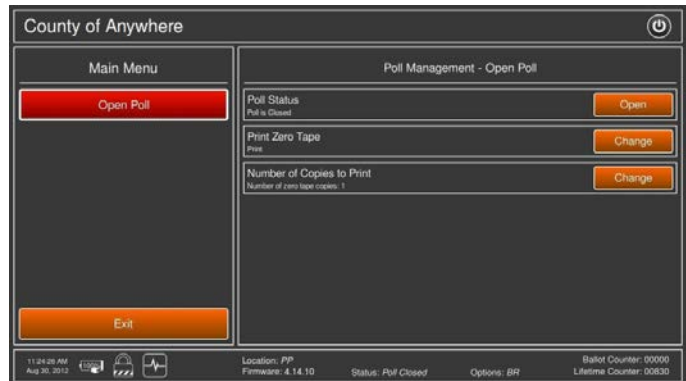 County of Anywhere
Main Menu
Open Poll
Exit
Poll Management - Open Poll
Poll Status
Poll is Closed
Open
Print Zero Tape
Print
Change
Number of Copies to Print
Number of zero tape copies: 1
Change
11:24:28 AM
Aug 30, 2012
100%
Location: PP
Firmware: 4.14.10
Status: Poll Closed
Options: BR
Ballot Counter: 00000
Lifetime Counter: 00830